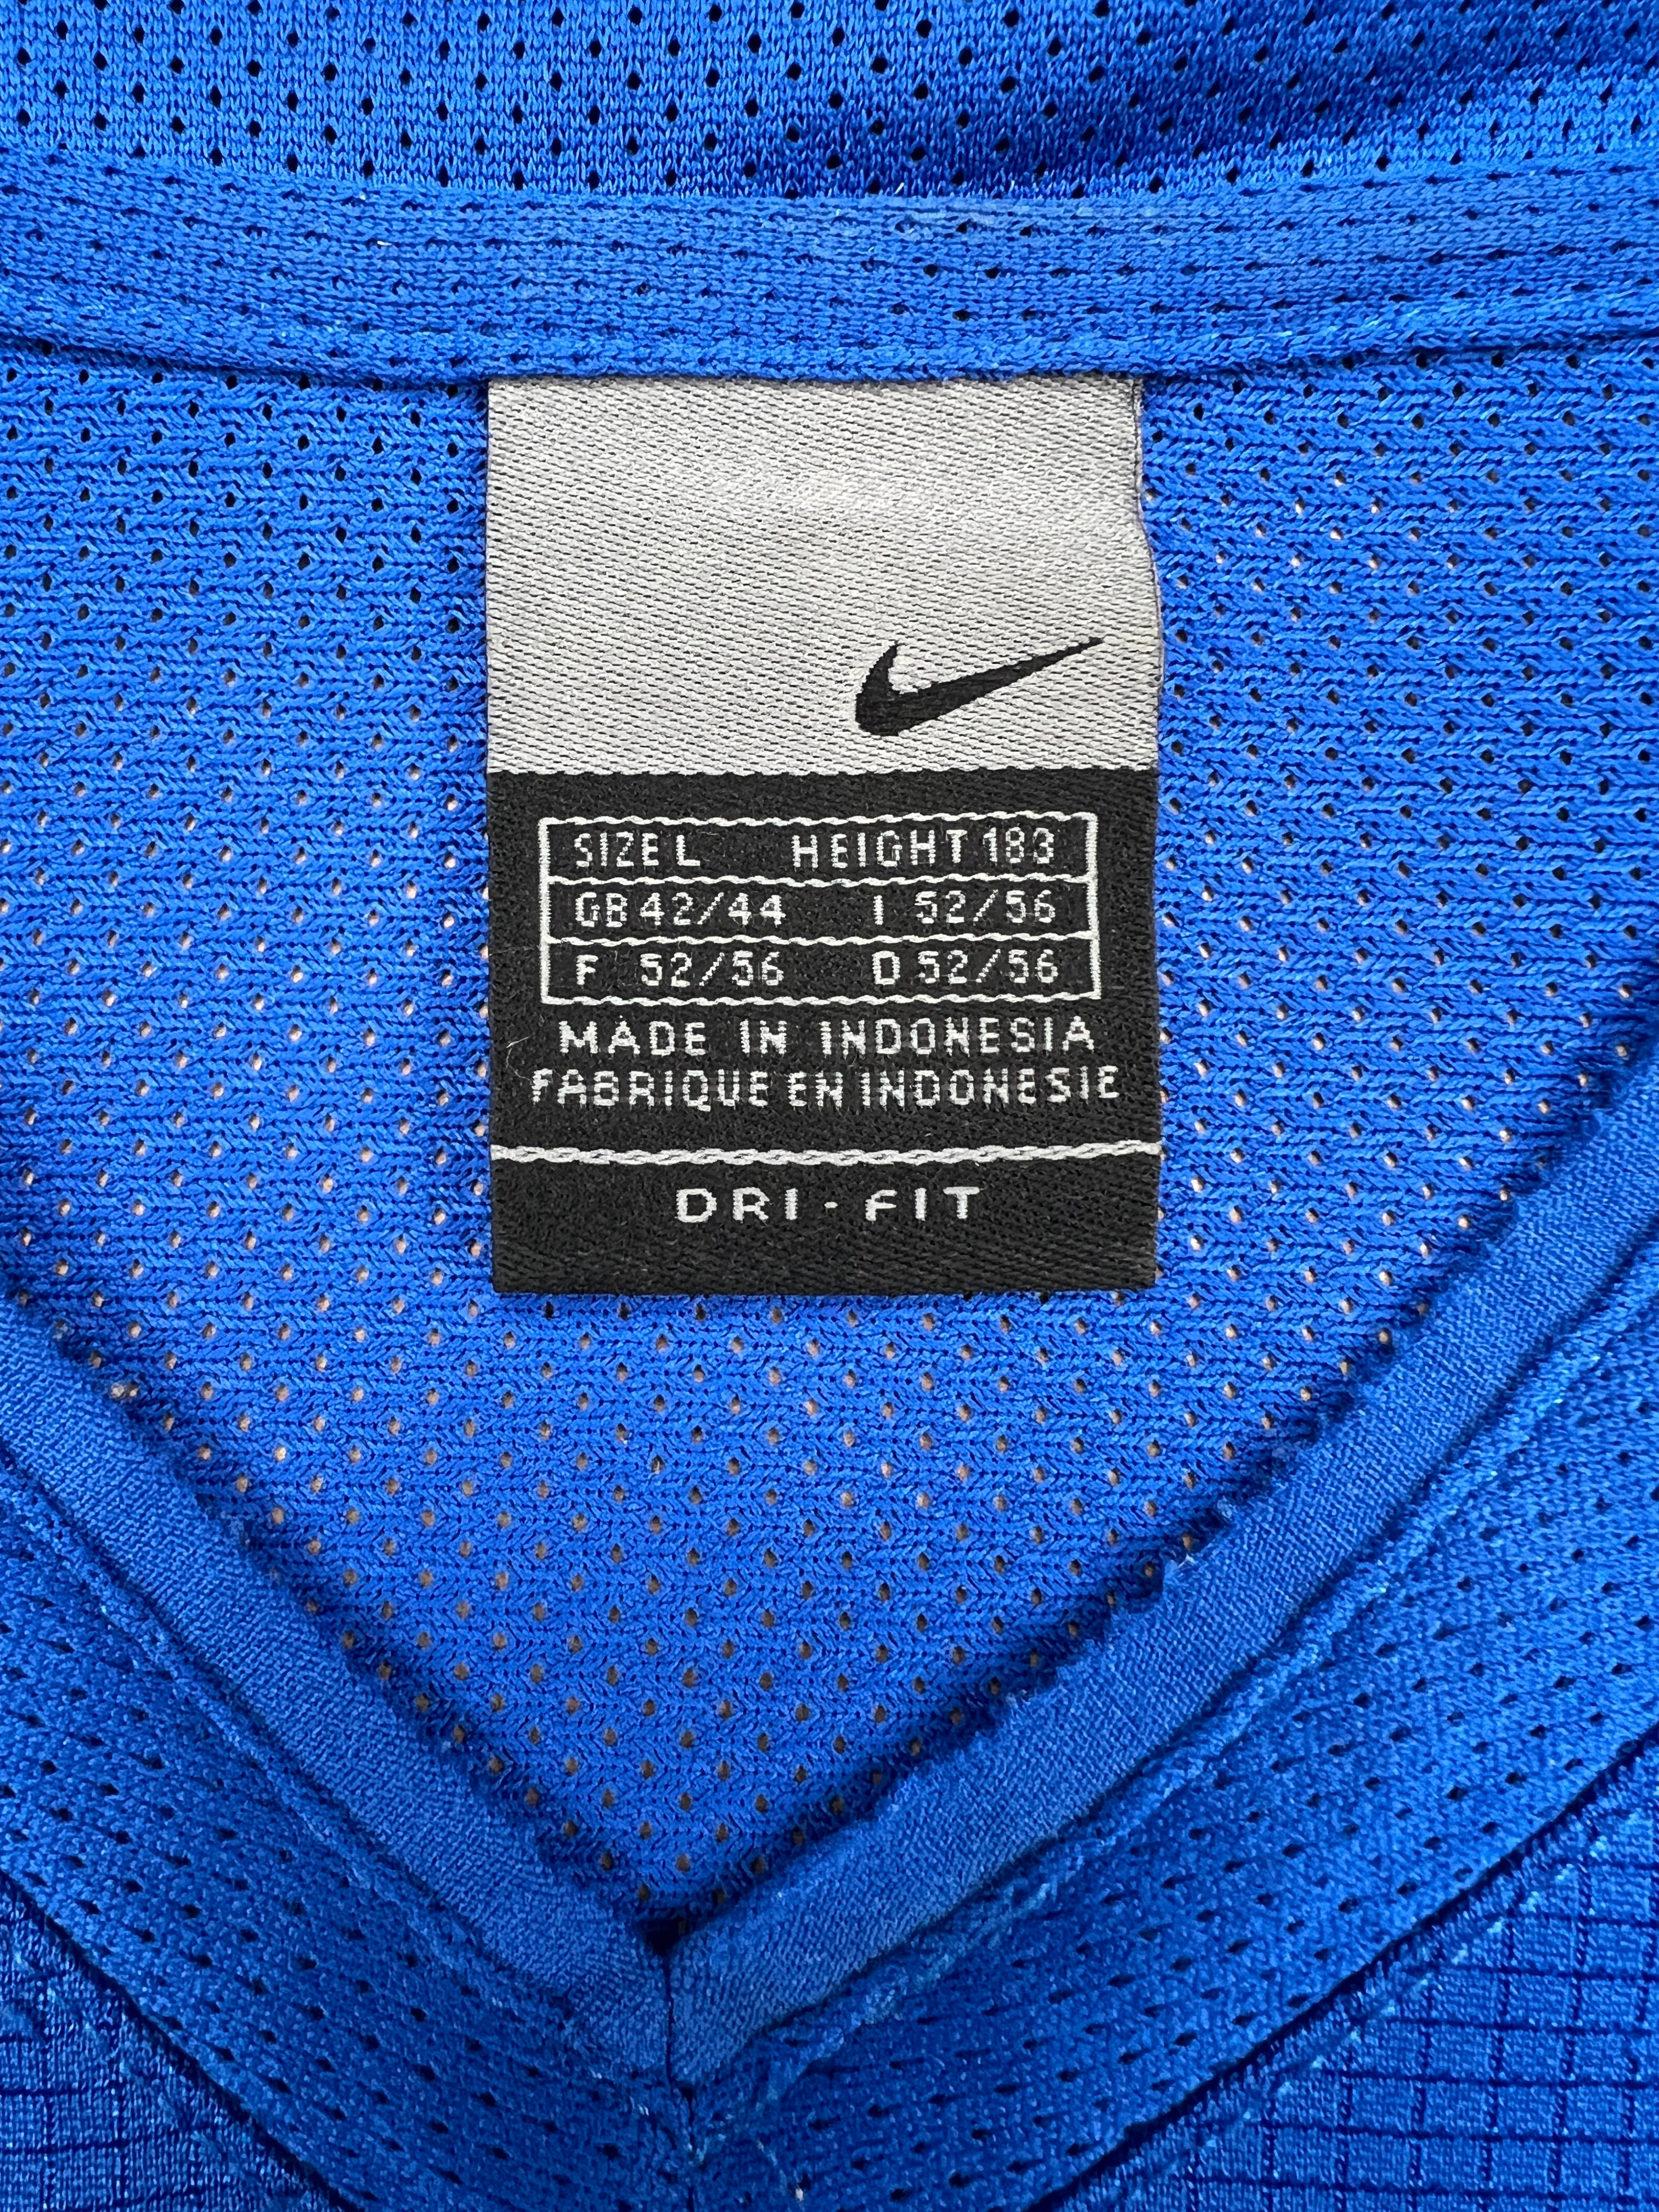 SIZE L HEIGHT 183
GB 42/44 I 52/56
F 52/56 D 52/56
MADE IN INDONESIA
FABRIQUE EN INDONESIE
DRI-FIT